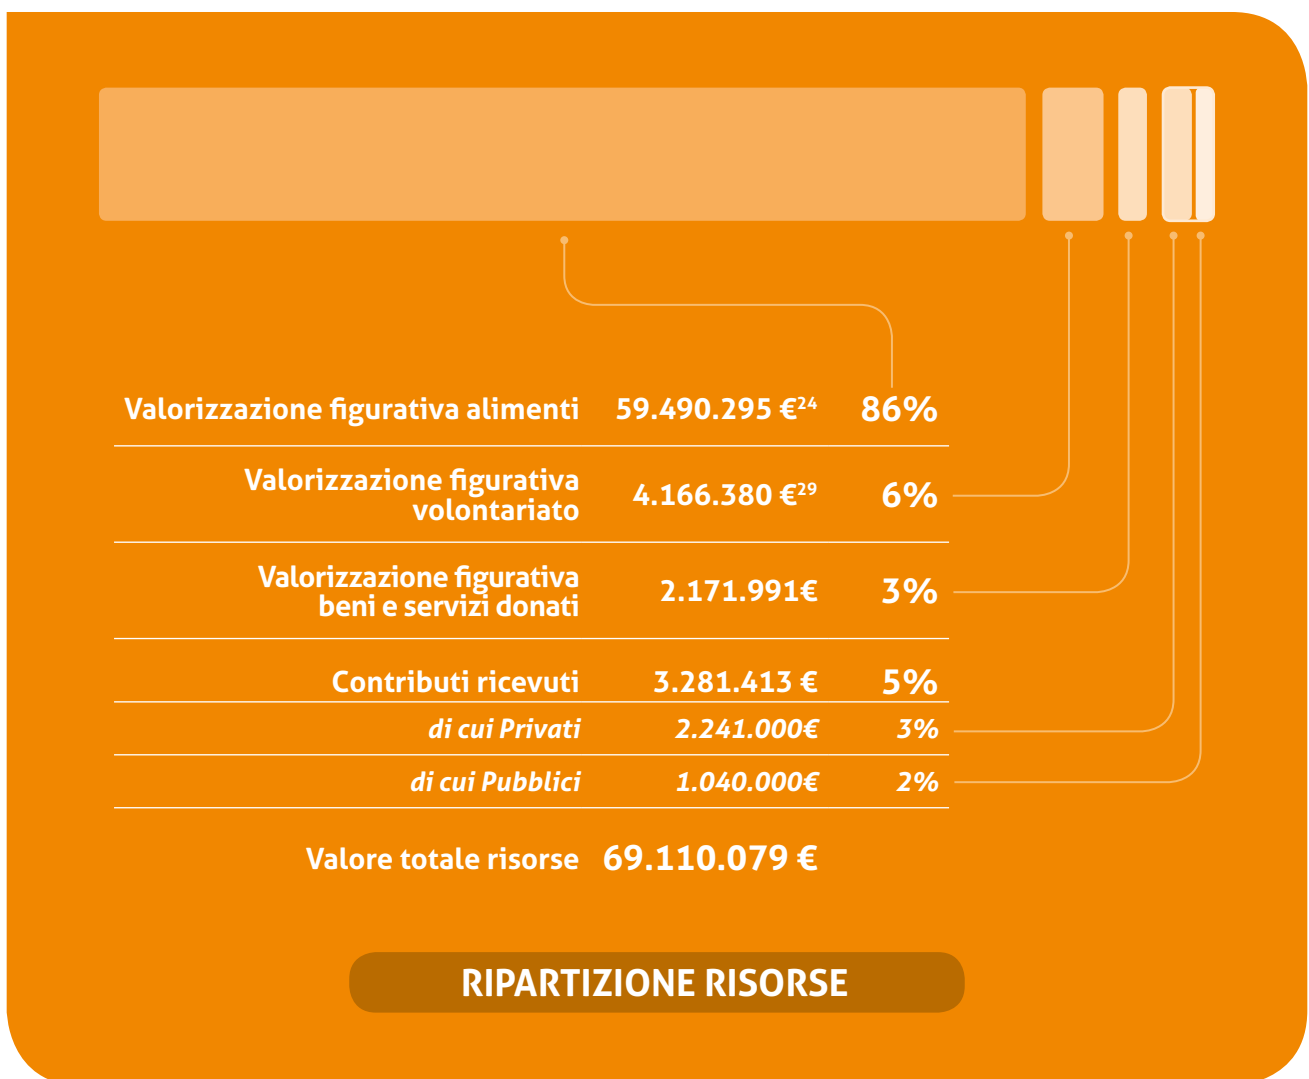 Valorizzazione figurativa alimenti 59.490.295 €24 86%
Valorizzazione figurativa
volontariato 4.166.380 €29 6%
Valorizzazione figurativa
beni e servizi donati 2.171.991€ 3%
Contributi ricevuti 3.281.413 € 5%
di cui Privati 2.241.000€ 3%
di cui Pubblici 1.040.000€ 2%
Valore totale risorse 69.110.079 €
RIPARTIZIONE RISORSE